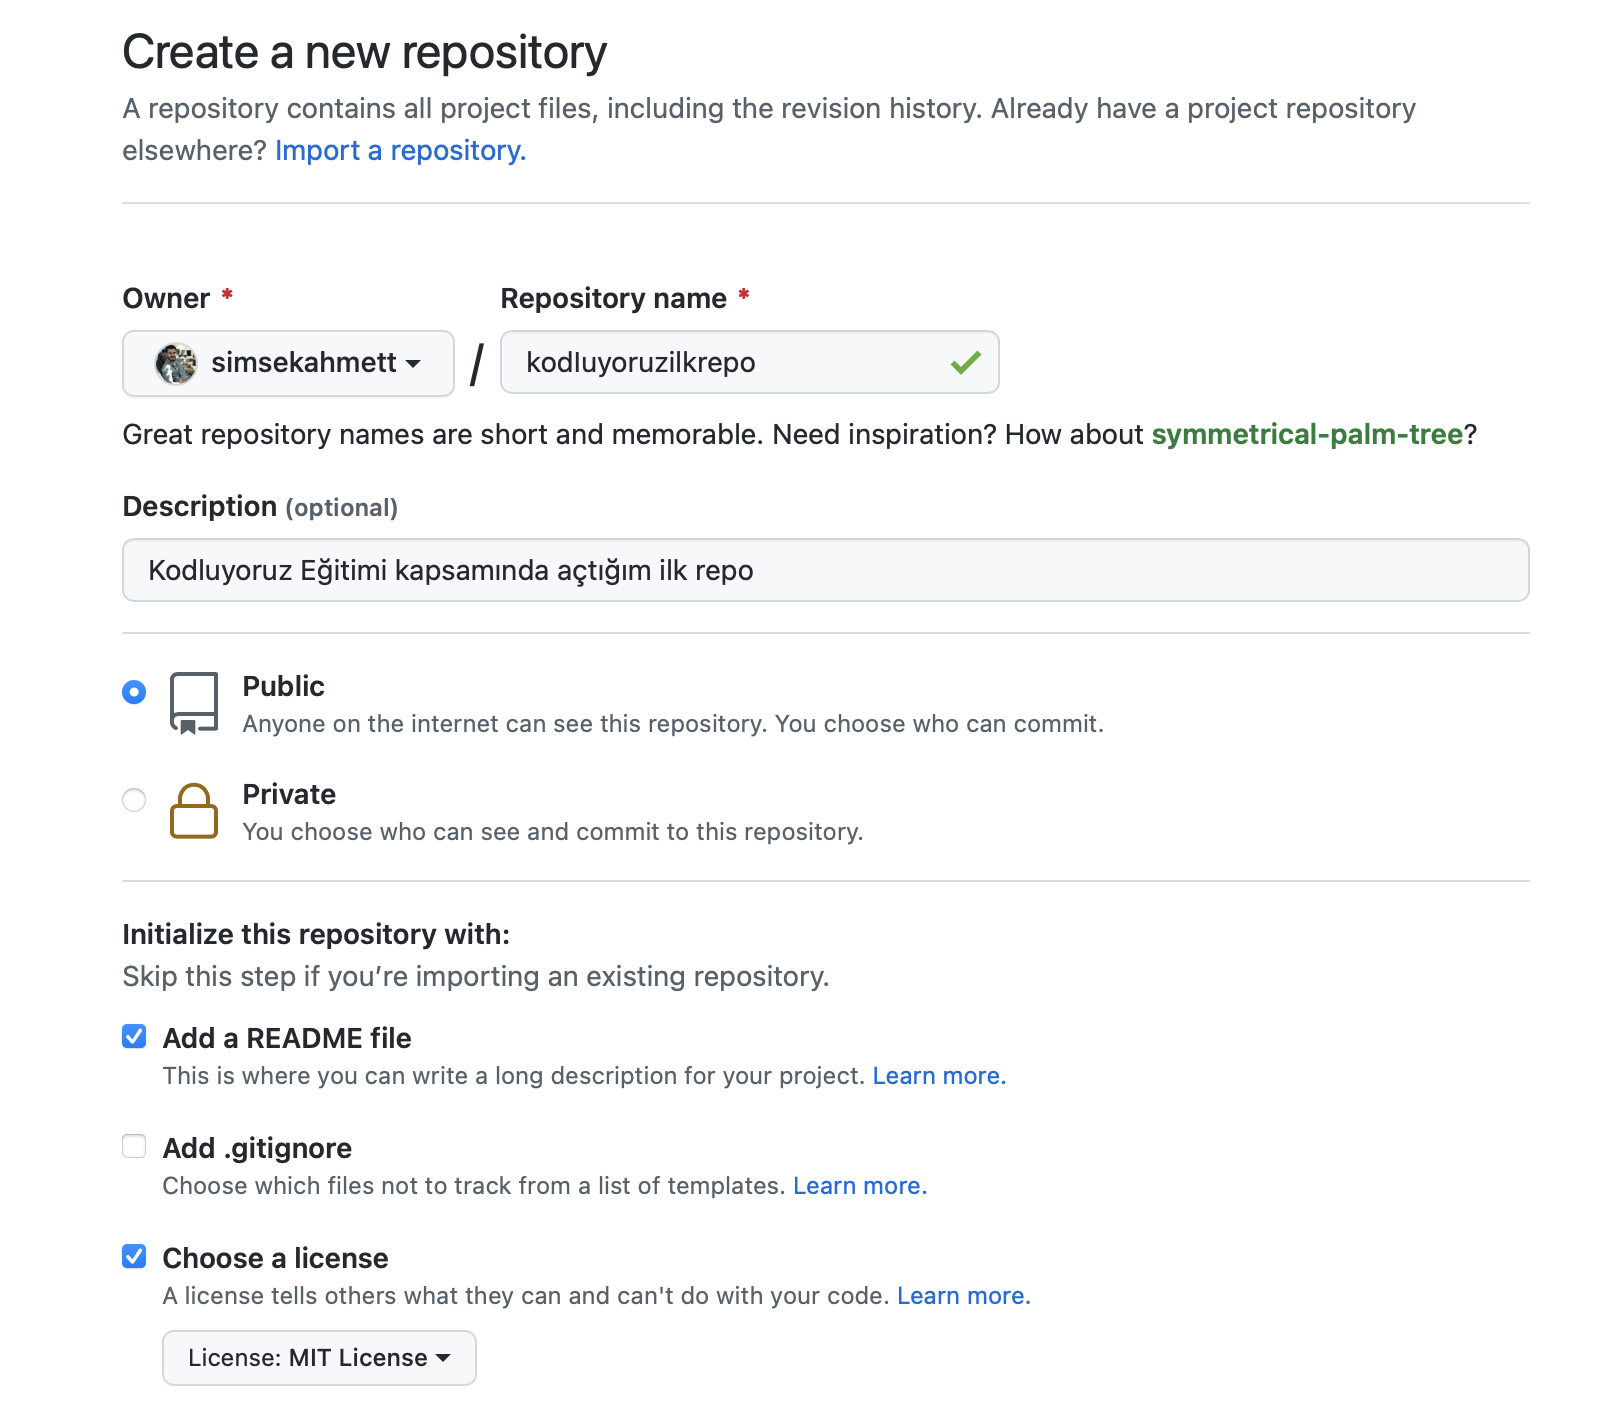 Create a new repository
A repository contains all project files, including the revision history. Already have a project repository
elsewhere? Import a repository.
Owner *
Repository name *
simsekahmett
/
kodluyoruzilkrepo
Great repository names are short and memorable. Need inspiration? How about symmetrical-palm-tree?
Description (optional)
Kodluyoruz Eğitimi kapsamında açtığım ilk repo
Public
Anyone on the internet can see this repository. You choose who can commit.
Private
You choose who can see and commit to this repository.
Initialize this repository with:
Skip this step if you’re importing an existing repository.
Add a README file
This is where you can write a long description for your project. Learn more.
Add .gitignore
Choose which files not to track from a list of templates. Learn more.
Choose a license
A license tells others what they can and can't do with your code. Learn more.
License: MIT License